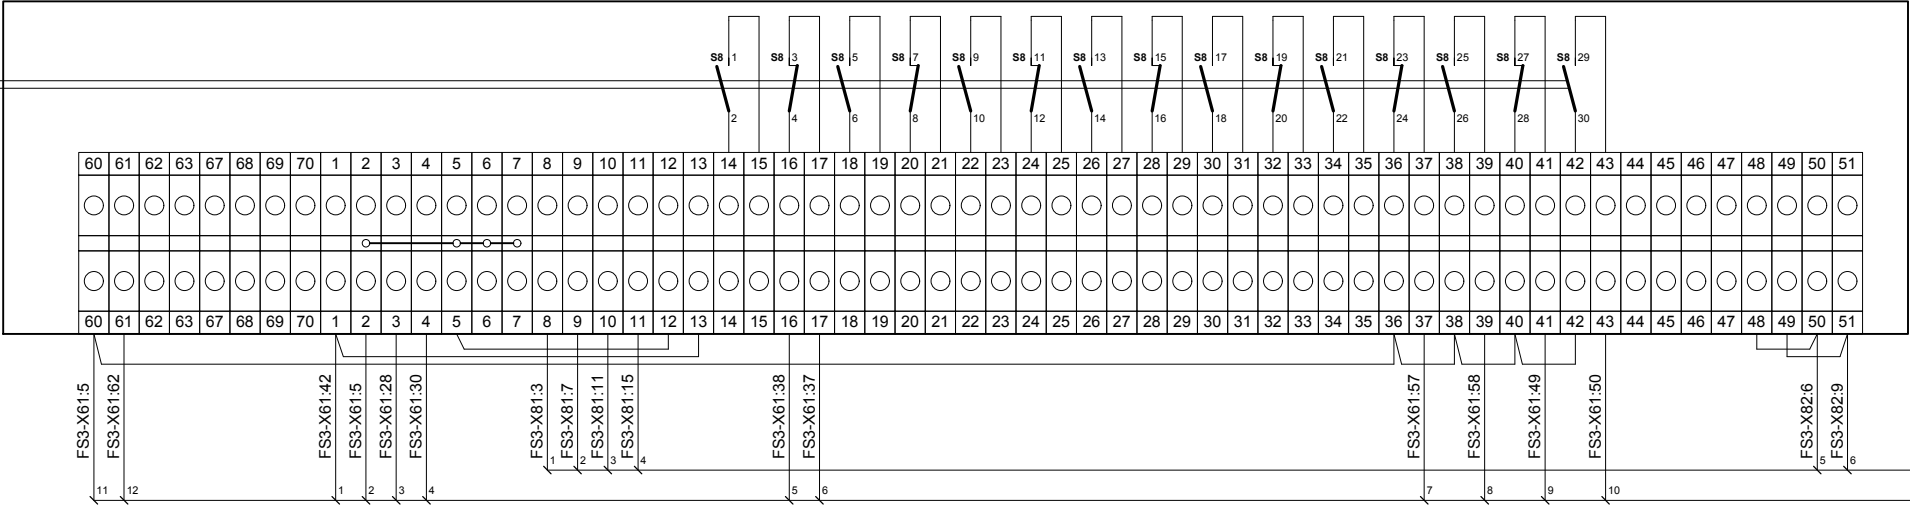 S8 1 S8 3 S8 5 S8 7 S8 9 S8 11 S8 13 S8 15 S8 17 S8 19 S8 21 S8 23 S8 25 S8 27 S8 29
2 4 6 8 10 12 14 16 18 20 22 24 26 28 30
60 61 62 63 67 68 69 70 1 2 3 4 5 6 7 8 9 10 11 12 13 14 15 16 17 18 19 20 21 22 23 24 25 26 27 28 29 30 31 32 33 34 35 36 37 38 39 40 41 42 43 44 45 46 47 48 49 50 51
60 61 62 63 67 68 69 70 1 2 3 4 5 6 7 8 9 10 11 12 13 14 15 16 17 18 19 20 21 22 23 24 25 26 27 28 29 30 31 32 33 34 35 36 37 38 39 40 41 42 43 44 45 46 47 48 49 50 51
FS3-X61:5
FS3-X61:62
FS3-X61:42
FS3-X61:5
FS3-X61:28
FS3-X61:30
FS3-X81:3
FS3-X81:7
FS3-X81:11
FS3-X81:15
FS3-X61:38
FS3-X61:37
FS3-X61:57
FS3-X61:58
FS3-X61:49
FS3-X61:50
FS3-X82:6
FS3-X82:9
1 2 3 4 5 6
11 12 1 2 3 4 5 6 7 8 9 10